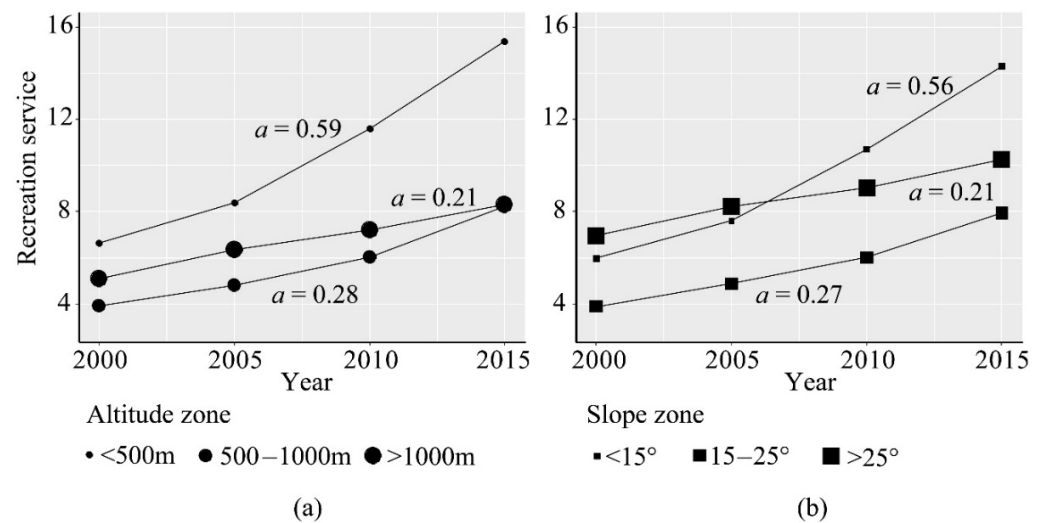 Recreation service
16
12
8
4
a = 0.59
a = 0.21
a = 0.28
2000 2005 2010 2015
Year
Altitude zone
<500m 500–1000m >1000m
(a)
16
12
8
4
a = 0.56
a = 0.21
a = 0.27
2000 2005 2010 2015
Year
Slope zone
<15° 15–25° >25°
(b)